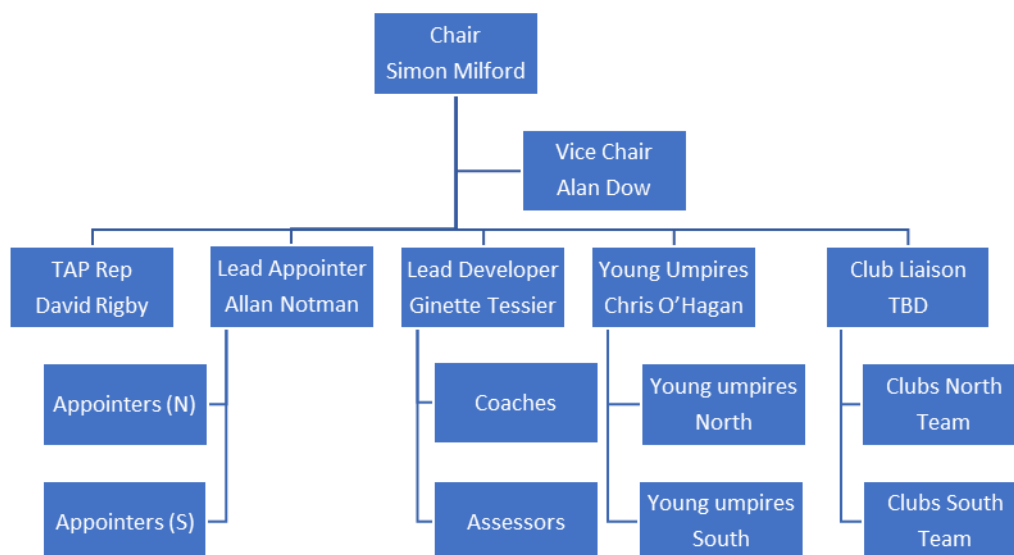 Chair
Simon Milford
Vice Chair
Alan Dow
TAP Rep
David Rigby
Lead Appointer
Allan Notman
Lead Developer
Ginette Tessier
Young Umpires
Chris O’Hagan
Club Liaison
TBD
Appointers (N)
Coaches
Young umpires
North
Clubs North
Team
Appointers (S)
Assessors
Young umpires
South
Clubs South
Team